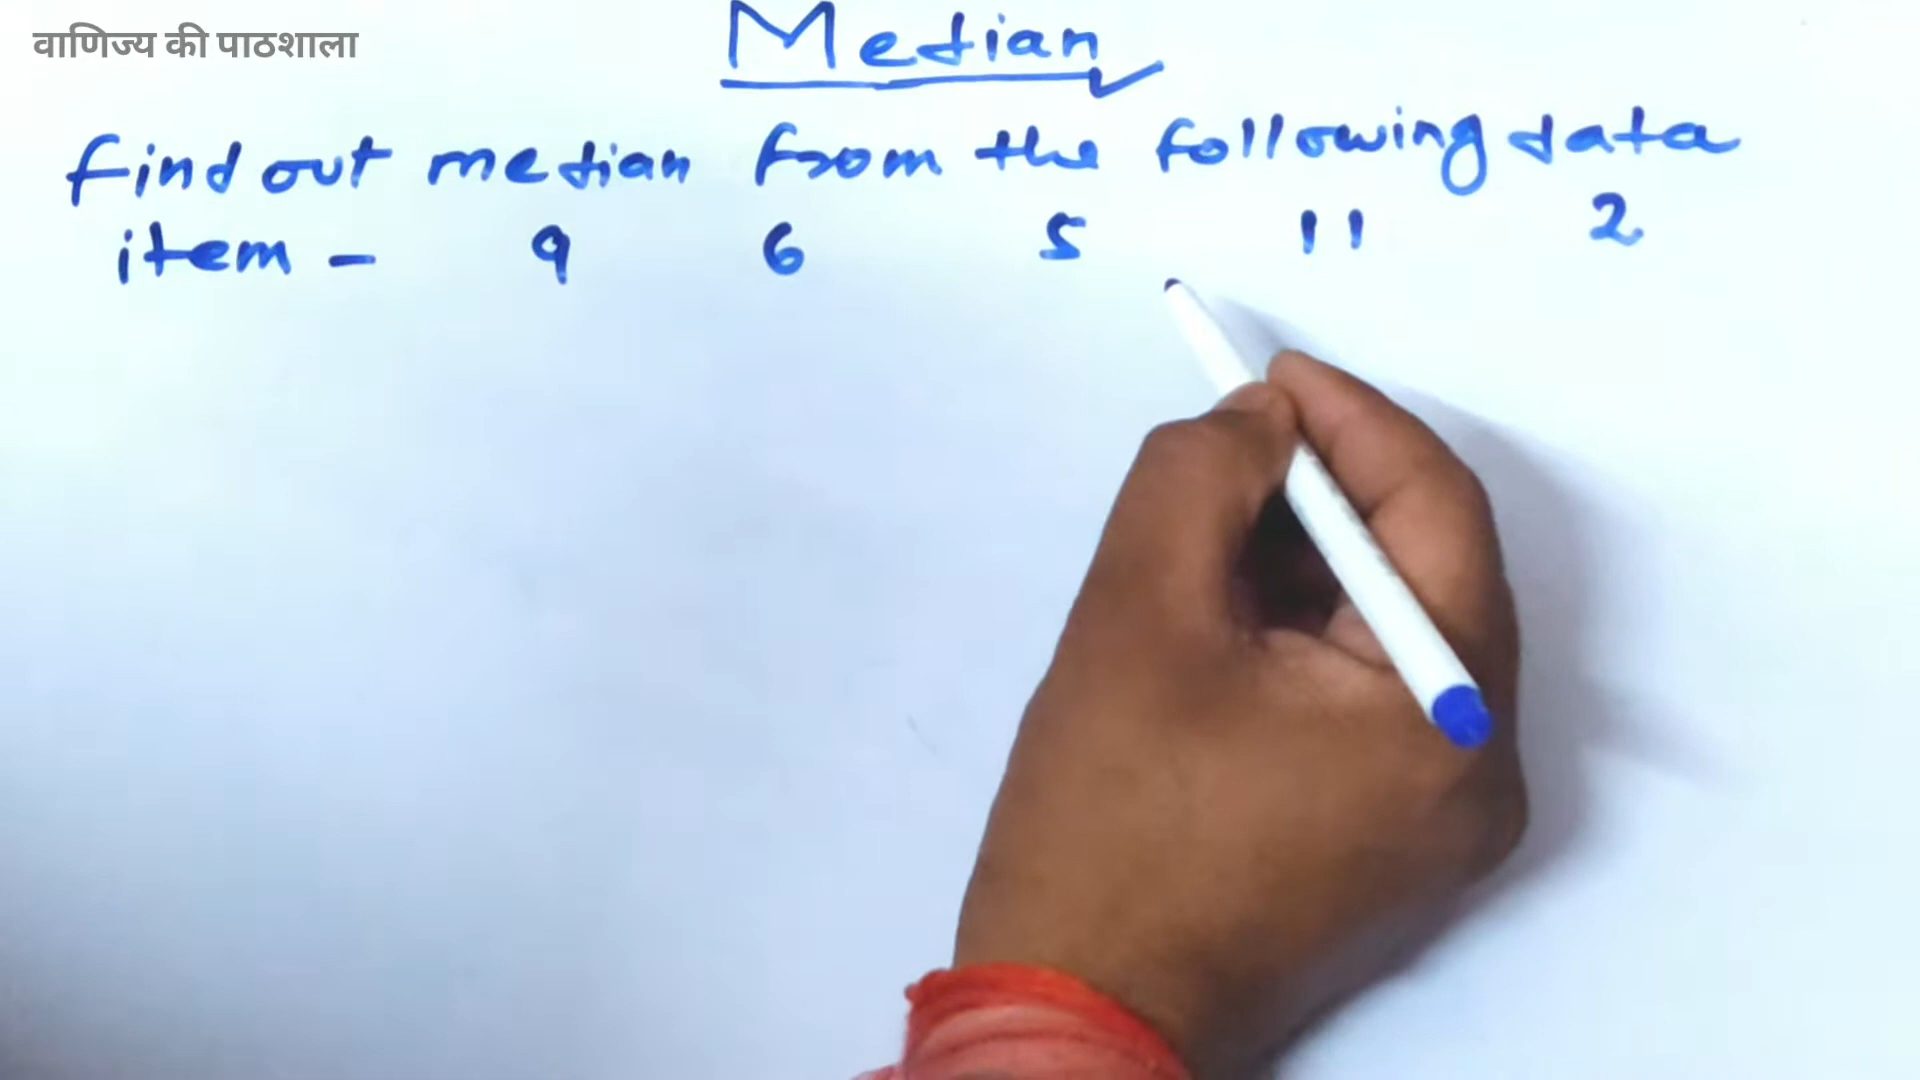 वाणिज्य की पाठशाला
Median
find out median from the following data
item - 9 6 5 11 2